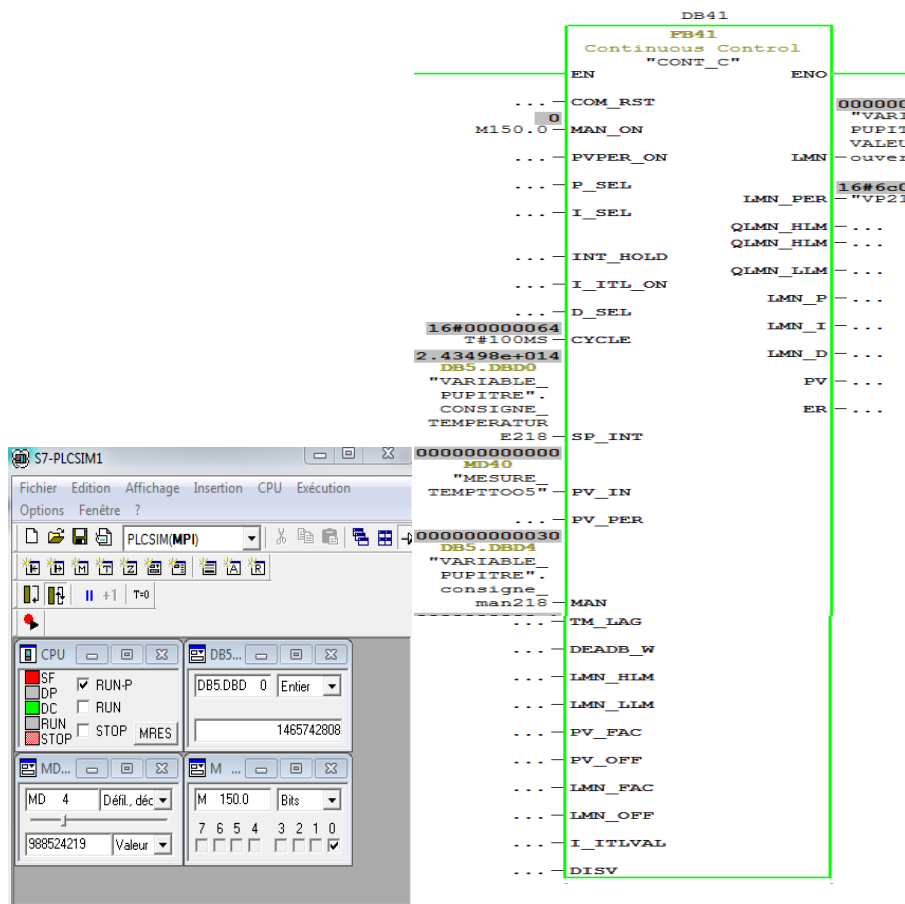 DB41
FB41
Continuous Control
"CONT_C"
EN ENO
... COM_RST
0
M150.0 MAN_ON
... PVPER_ON
... P_SEL
... I_SEL
... INT_HOLD
... I_ITL_ON
... D_SEL
16#00000064
T#100MS CYCLE
2.43498e+014
DB5.DBD0
"VARIABLE_
PUPITRE".
CONSIGNE_
TEMPERATUR
E218 SP_INT
000000000000
MD40
"MESURE_
TEMPTTOO5" PV_IN
... PV_PER
000000000030
DB5.DBD4
"VARIABLE_
PUPITRE".
consigne_
man218 MAN
... TM_LAG
... DEADB_W
... LMN_HLM
... LMN_LLM
... PV_FAC
... PV_OFF
... LMN_FAC
... LMN_OFF
... I_ITLVAL
... DISV
000000
"VARI
PUPIT
VALEU
LMN ouver
16#6c0
LMN_PER "VP21
QLMN_HLM ...
QLMN_HLM ...
QLMN_LLM ...
LMN_P ...
LMN_I ...
LMN_D ...
PV ...
ER ...
S7-PLCSIM1
Fichier Edition Affichage Insertion CPU Exécution
Options Fenêtre ?
PLCSIM(MPI)
E A M T Z A R
+1 T=0
CPU
SF
DP
DC
RUN
STOP
RUN-P
RUN
STOP MRES
DB5...
DB5.DBD 0 Entier
1465742808
MD...
MD 4 Défil., déc
988524219 Valeur
M ...
M 150.0 Bits
7 6 5 4 3 2 1 0